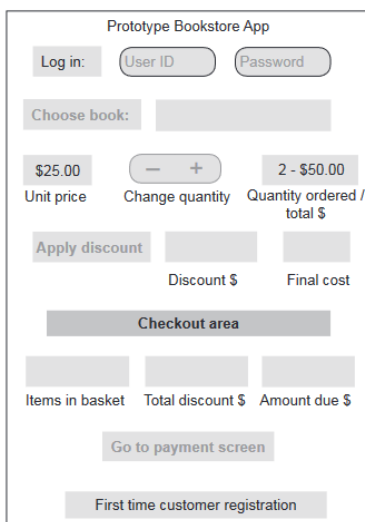 Prototype Bookstore App
Log in: User ID Password
Choose book:
$25.00 − + 2 - $50.00
Unit price Change quantity Quantity ordered /
total $
Apply discount
Discount $ Final cost
Checkout area
Items in basket Total discount $ Amount due $
Go to payment screen
First time customer registration